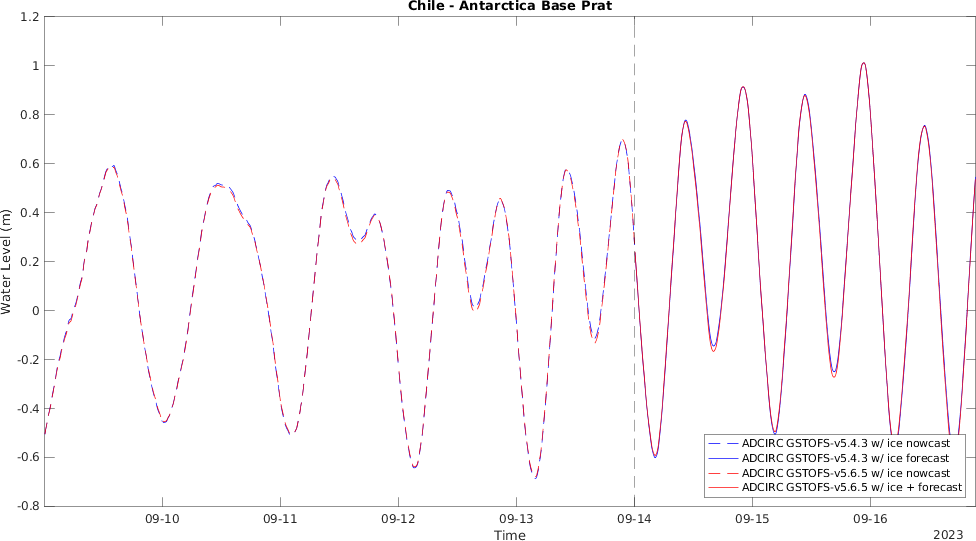 Chile - Antarctica Base Prat
1.2
1
0.8
0.6
0.4
0.2
0
-0.2
-0.4
-0.6
-0.8
Water Level (m)
ADCIRC GSTOFS-v5.4.3 w/ ice nowcast
ADCIRC GSTOFS-v5.4.3 w/ ice forecast
ADCIRC GSTOFS-v5.6.5 w/ ice nowcast
ADCIRC GSTOFS-v5.6.5 w/ ice + forecast
09-10
09-11
09-12
09-13
09-14
09-15
09-16
Time
2023